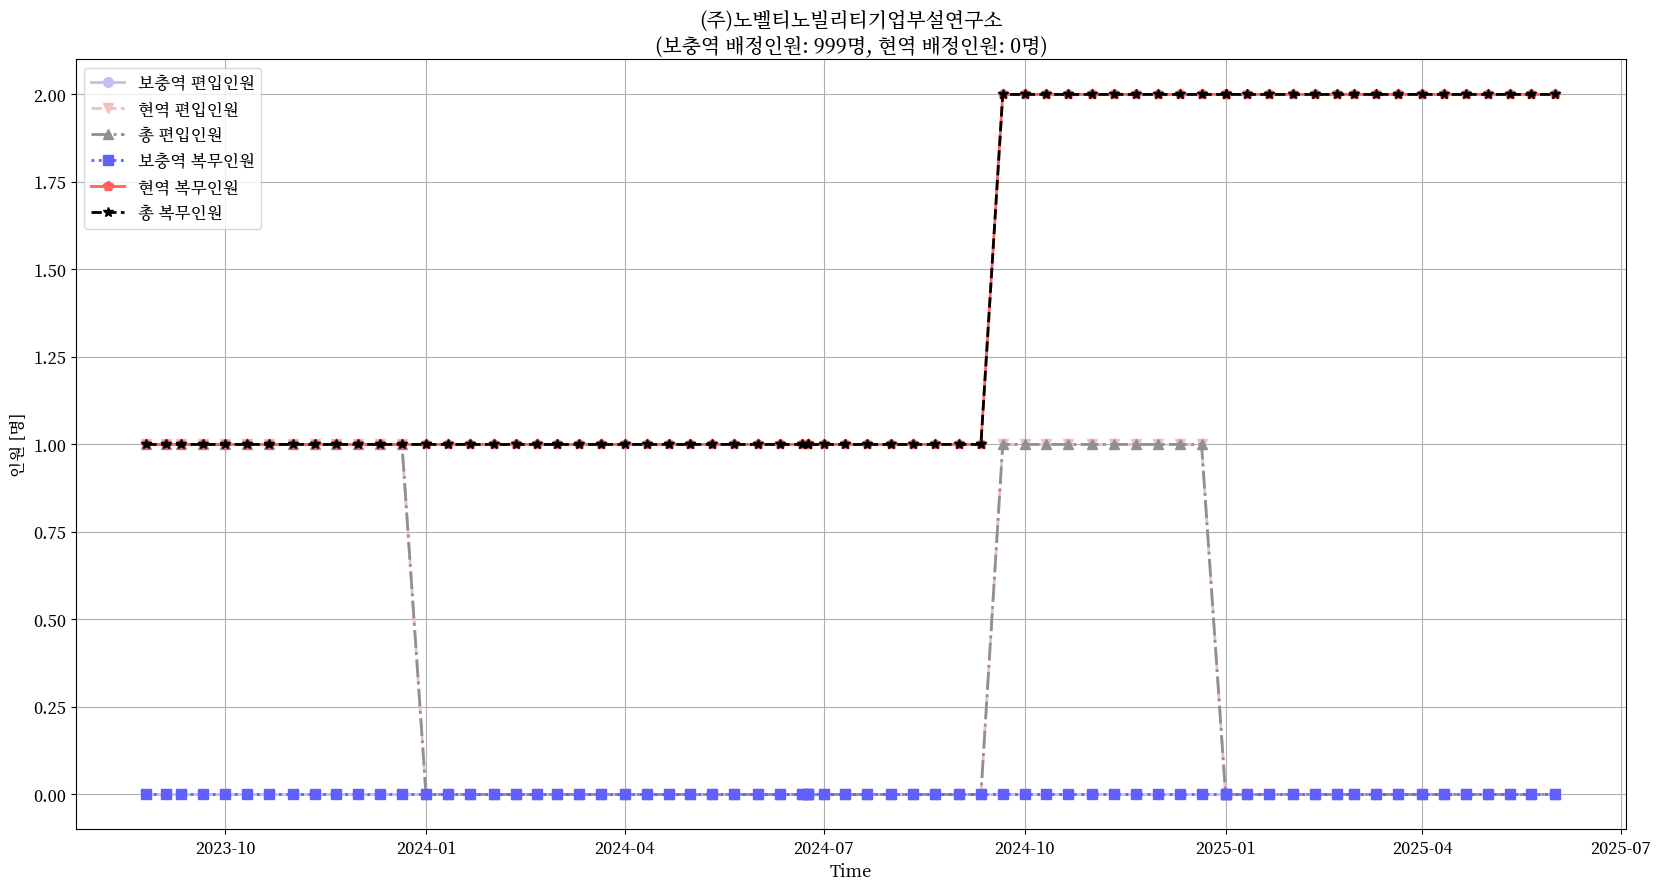 (주)노벨티노빌리티기업부설연구소
(보충역 배정인원: 999명, 현역 배정인원: 0명)
보충역 편입인원
현역 편입인원
총 편입인원
보충역 복무인원
현역 복무인원
총 복무인원
2.00
1.75
1.50
1.25
1.00
0.75
0.50
0.25
0.00
인원 [명]
2023-10
2024-01
2024-04
2024-07
2024-10
2025-01
2025-04
2025-07
Time